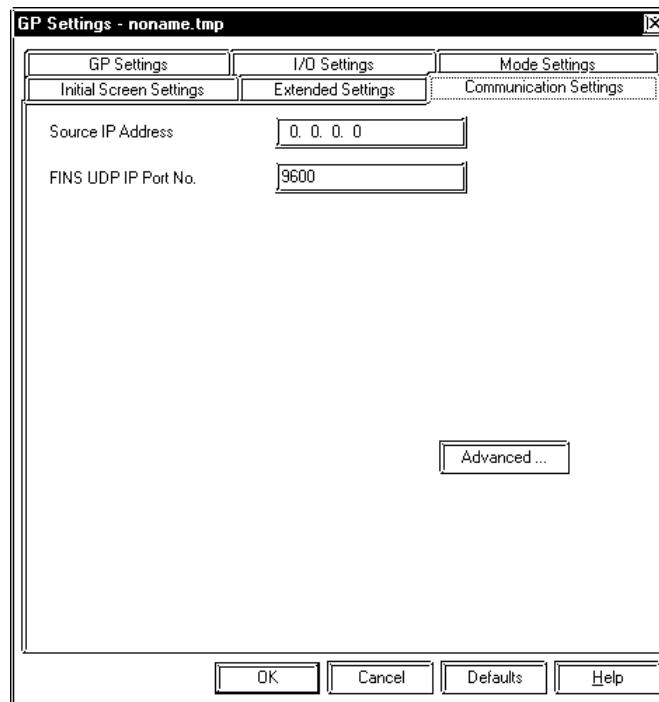 GP Settings - noname.tmp
GP Settings I/O Settings Mode Settings
Initial Screen Settings Extended Settings Communication Settings
Source IP Address 0. 0. 0. 0
FINS UDP IP Port No. 9600
Advanced ...
OK Cancel Defaults Help